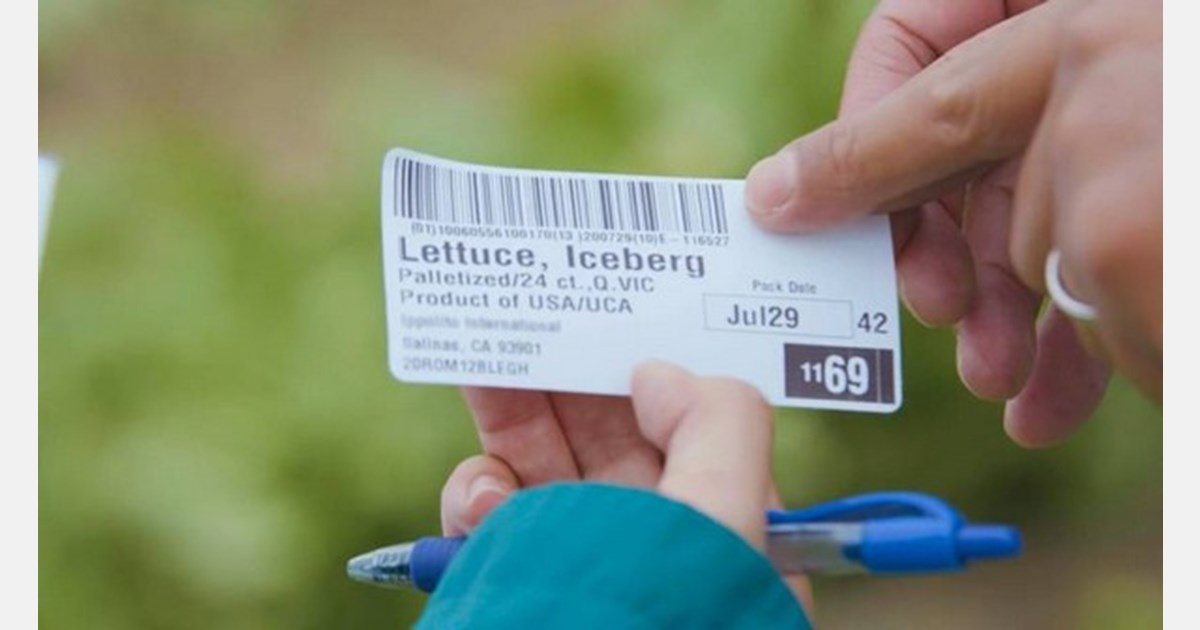 (01)10060556100170(13 )200729(10)E - 116527
Lettuce, Iceberg
Palletized/24 ct.,Q.VIC
Product of USA/UCA
Ippolito International
Salinas, CA 93901
20ROM12BLEGH
Pack Date
Jul29
42
1169